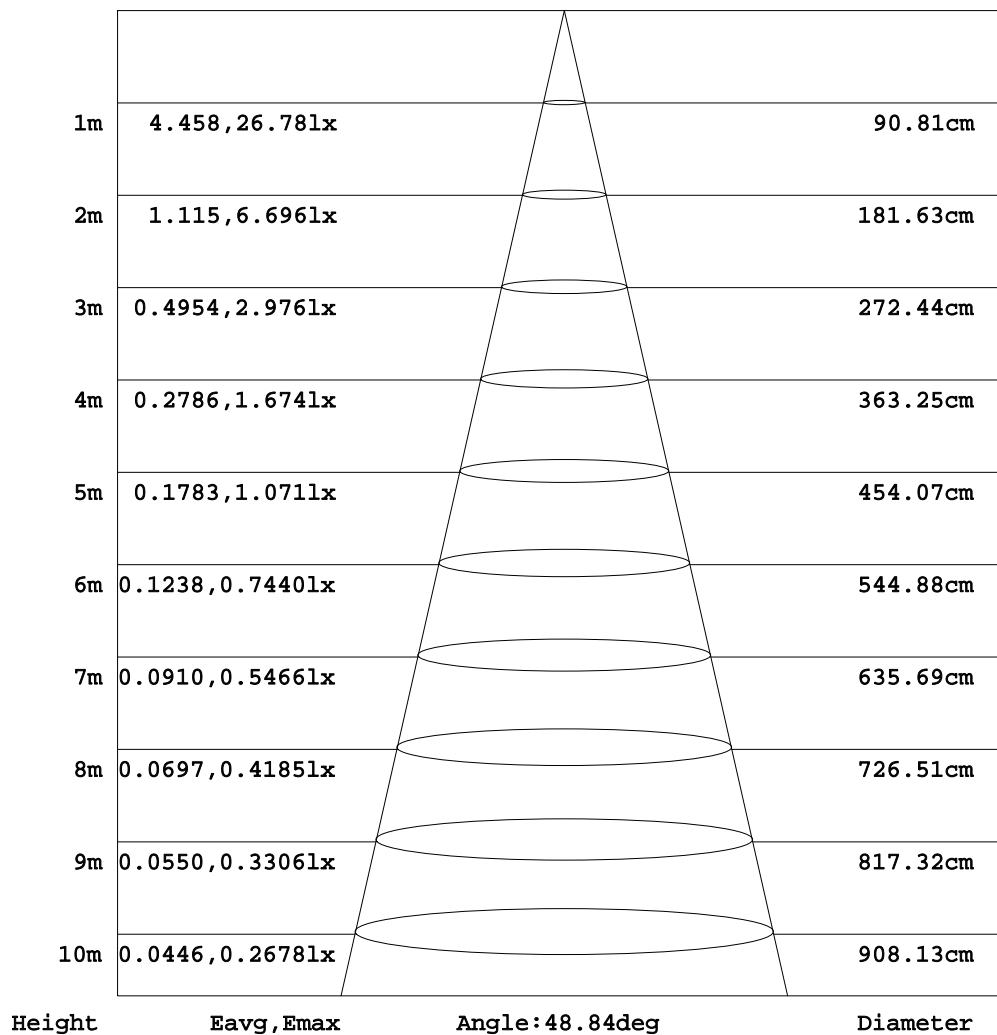 1m 4.458,26.78lx 90.81cm
2m 1.115,6.696lx 181.63cm
3m 0.4954,2.976lx 272.44cm
4m 0.2786,1.674lx 363.25cm
5m 0.1783,1.071lx 454.07cm
6m 0.1238,0.7440lx 544.88cm
7m 0.0910,0.5466lx 635.69cm
8m 0.0697,0.4185lx 726.51cm
9m 0.0550,0.3306lx 817.32cm
10m 0.0446,0.2678lx 908.13cm
Height Eavg,Emax Angle:48.84deg Diameter